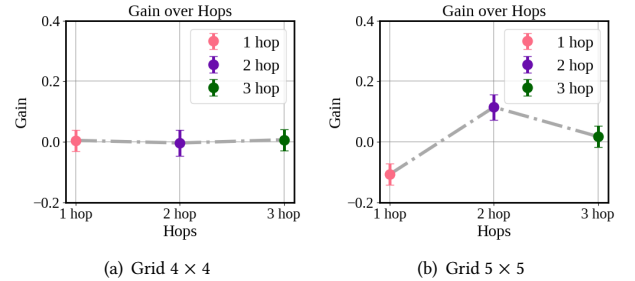 Gain over Hops
0.4
0.2
0.0
−0.2
Gain
1 hop
2 hop
3 hop
1 hop
2 hop
3 hop
Hops
(a) Grid 4 × 4
Gain over Hops
0.4
0.2
0.0
−0.2
Gain
1 hop
2 hop
3 hop
1 hop
2 hop
3 hop
Hops
(b) Grid 5 × 5